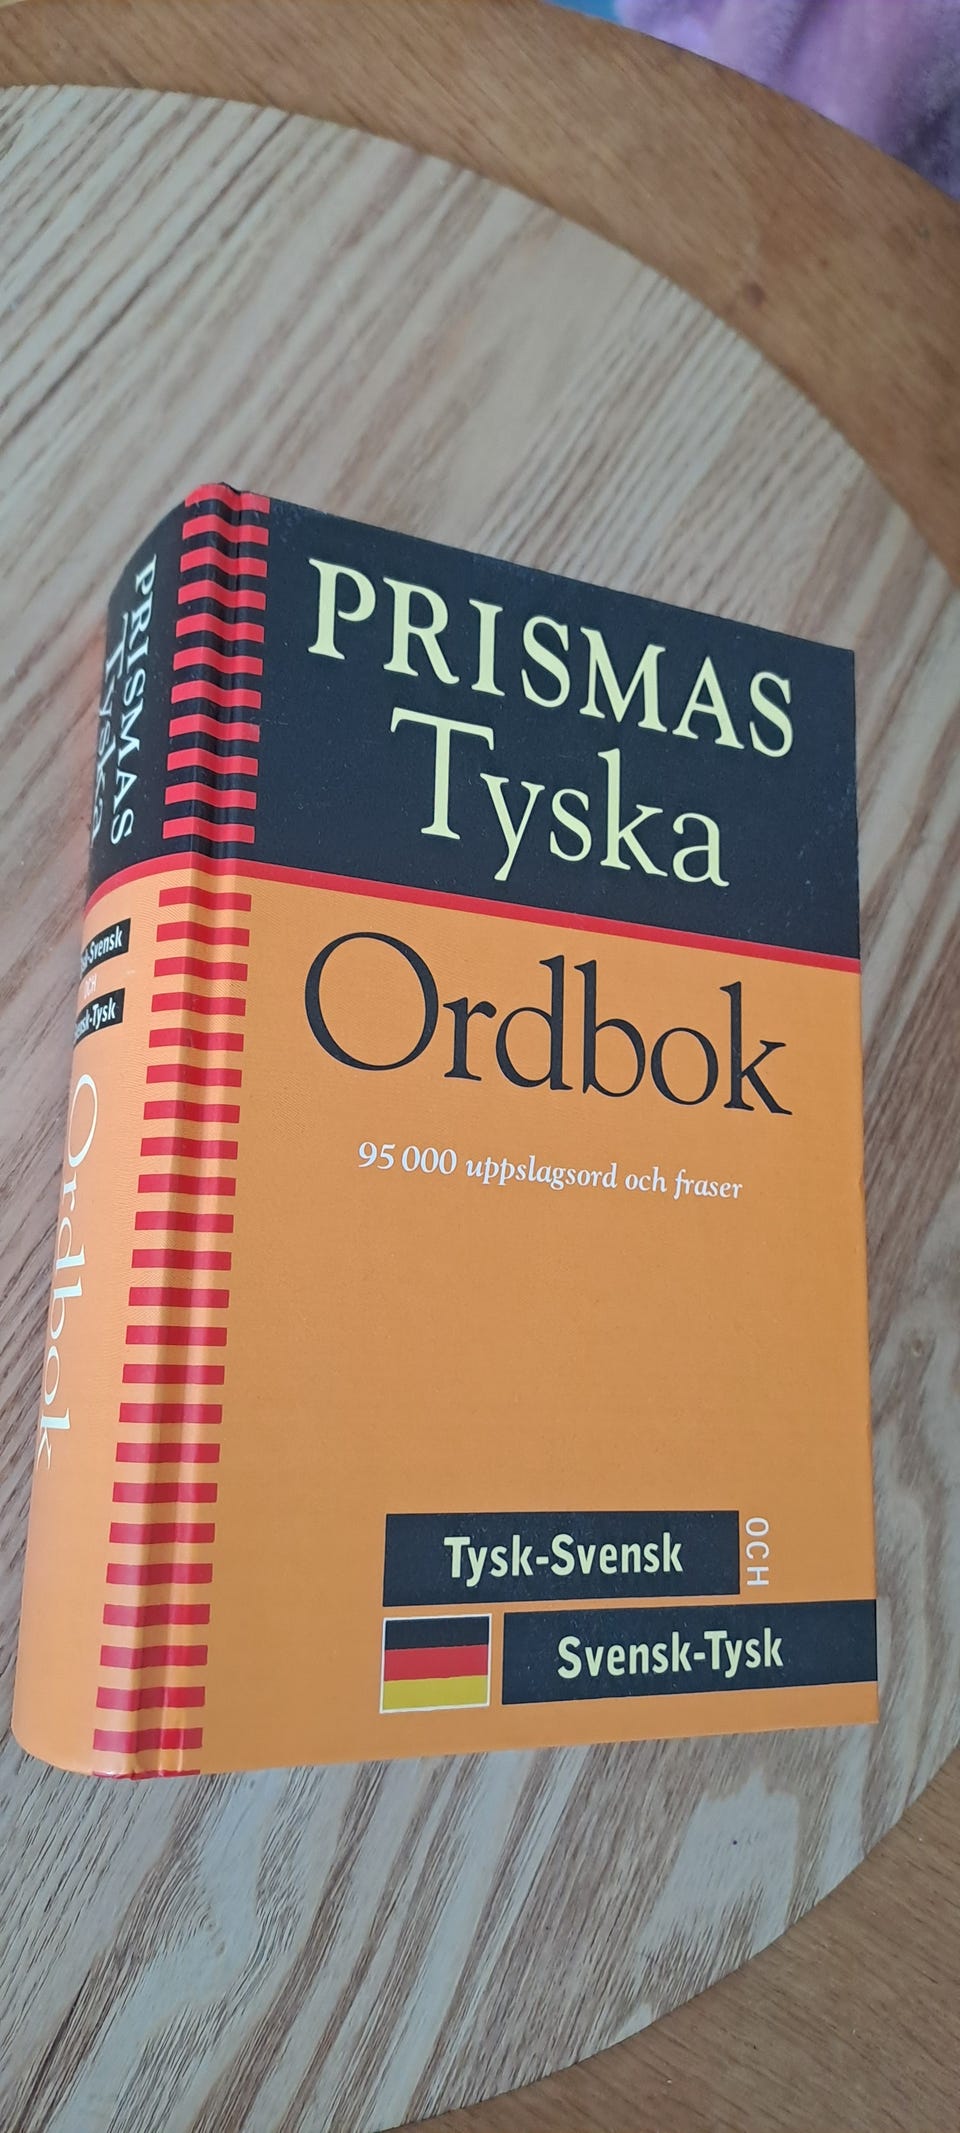 PRISMAS
Tyska
Ordbok
95 000 uppslagsord och fraser
Tysk-Svensk
OCH
Svensk-Tysk
PRISMAS
Tyska
OCH
Ordbok